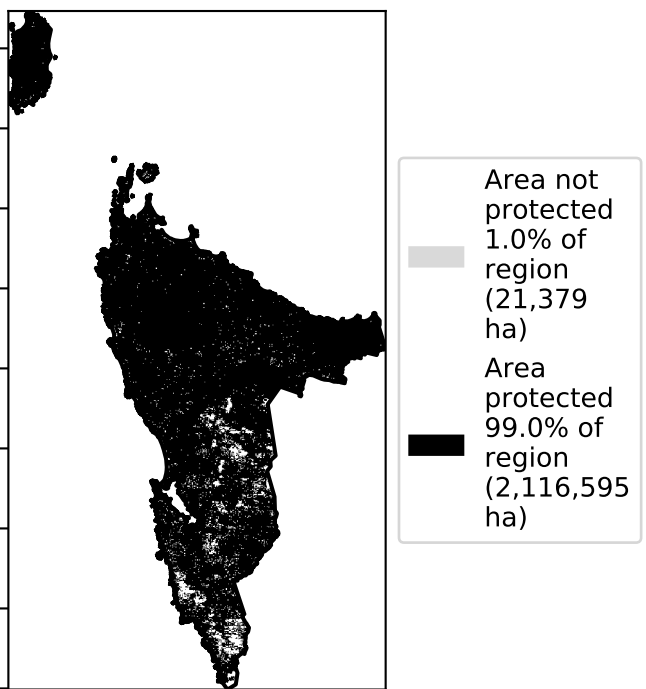 Area not
protected
1.0% of
region
(21,379
ha)
Area
protected
99.0% of
region
(2,116,595
ha)